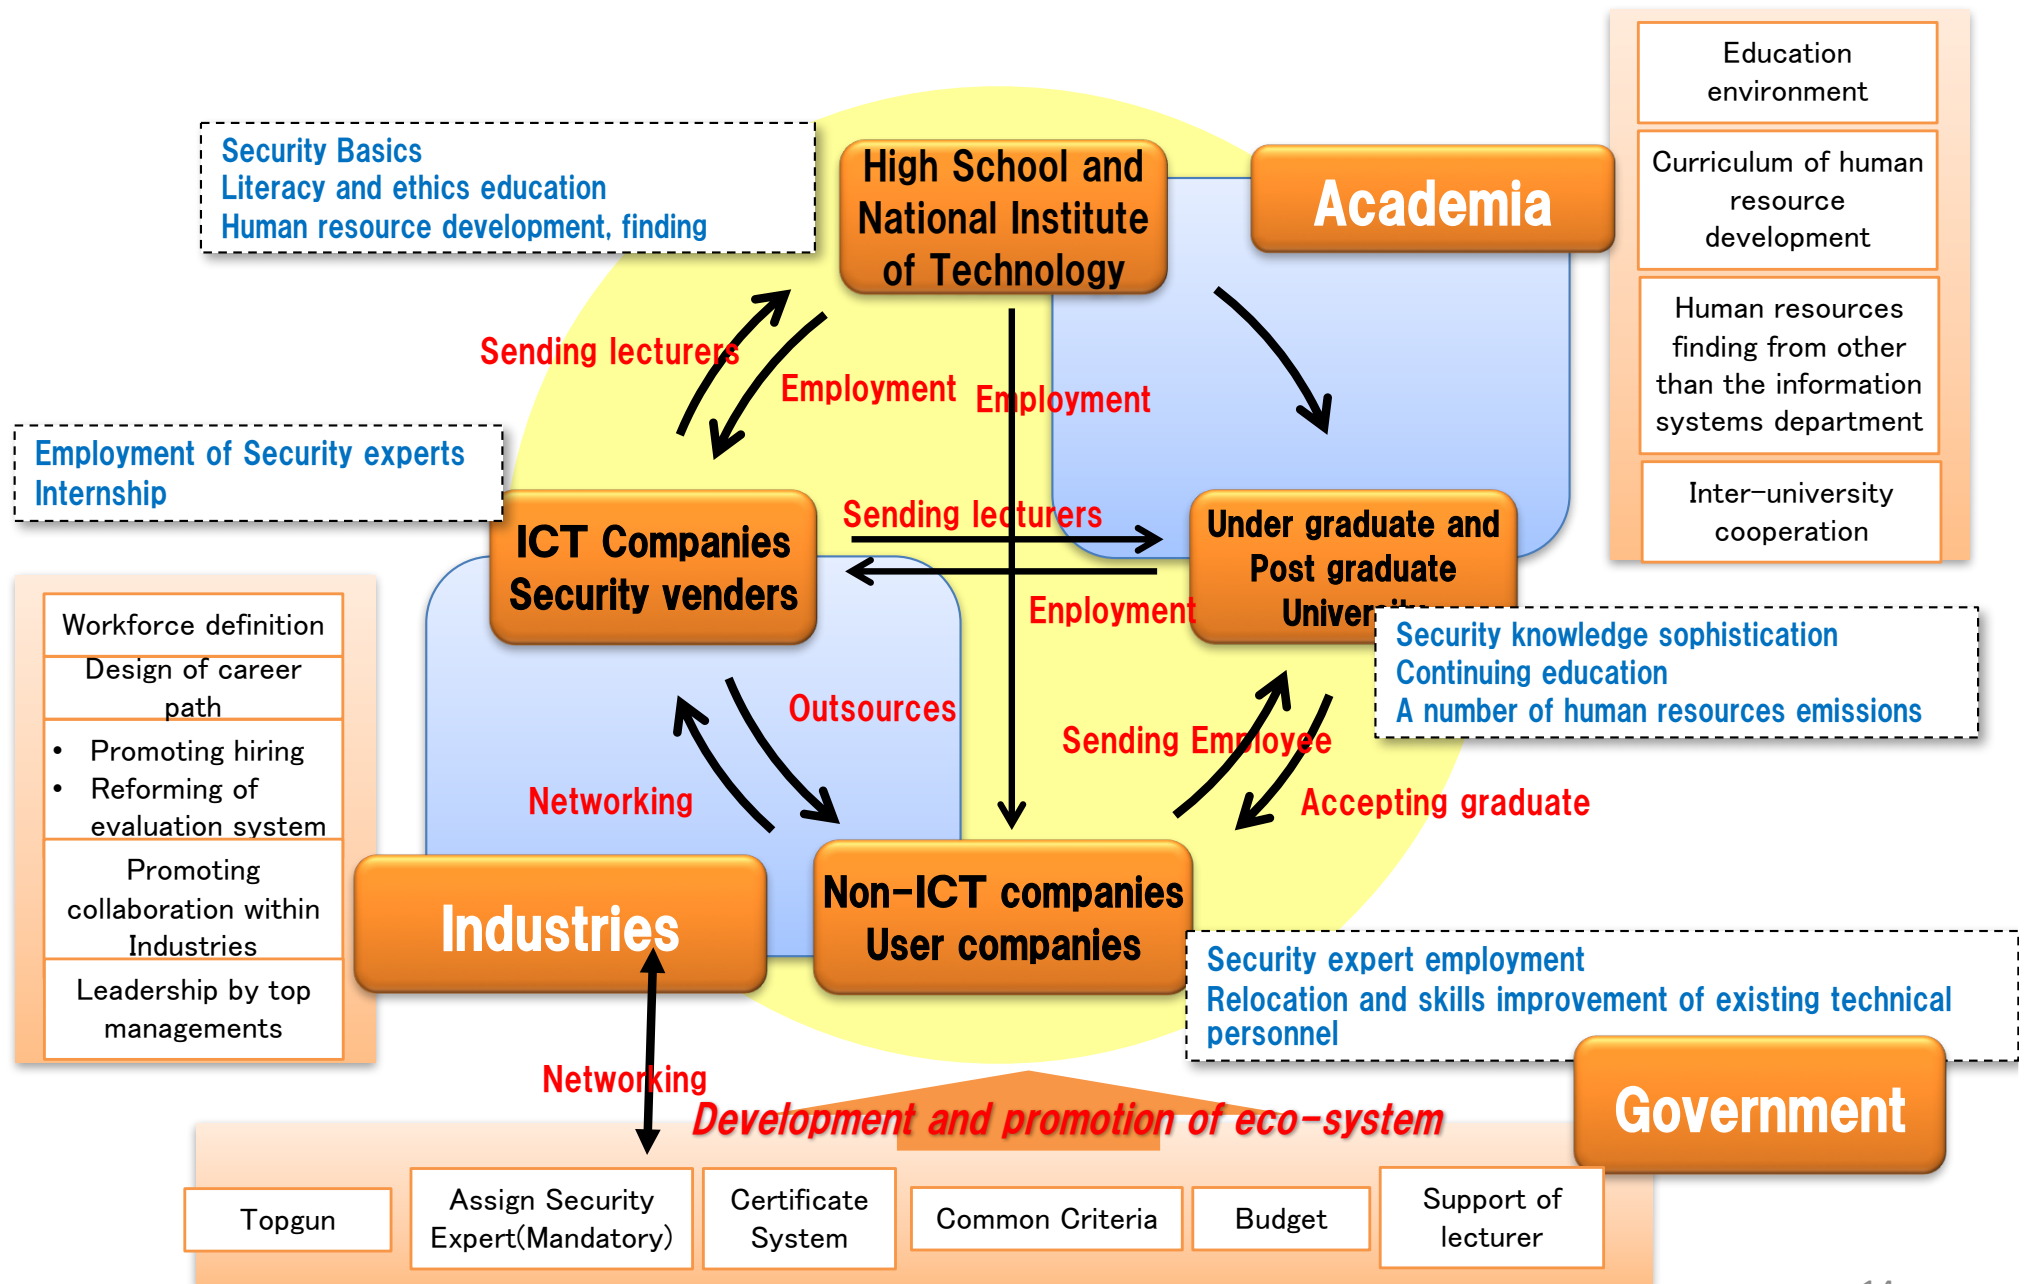 Education
environment
Curriculum of human
resource
development
Human resources
finding from other
than the information
systems department
Inter-university
cooperation
Academia
High School and
National Institute
of Technology
Security Basics
Literacy and ethics education
Human resource development, finding
Sending lecturers
Employment
Employment
Employment of Security experts
Internship
ICT Companies
Security venders
Sending lecturers
Enployment
Under graduate and
Post graduate
University
Security knowledge sophistication
Continuing education
A number of human resources emissions
Workforce definition
Design of career
path
• Promoting hiring
• Reforming of
evaluation system
Promoting
collaboration within
Industries
Leadership by top
managements
Outsources
Networking
Sending Employee
Accepting graduate
Industries
Non-ICT companies
User companies
Security expert employment
Relocation and skills improvement of existing technical
personnel
Networking
Development and promotion of eco-system
Government
Topgun
Assign Security
Expert(Mandatory)
Certificate
System
Common Criteria
Budget
Support of
lecturer